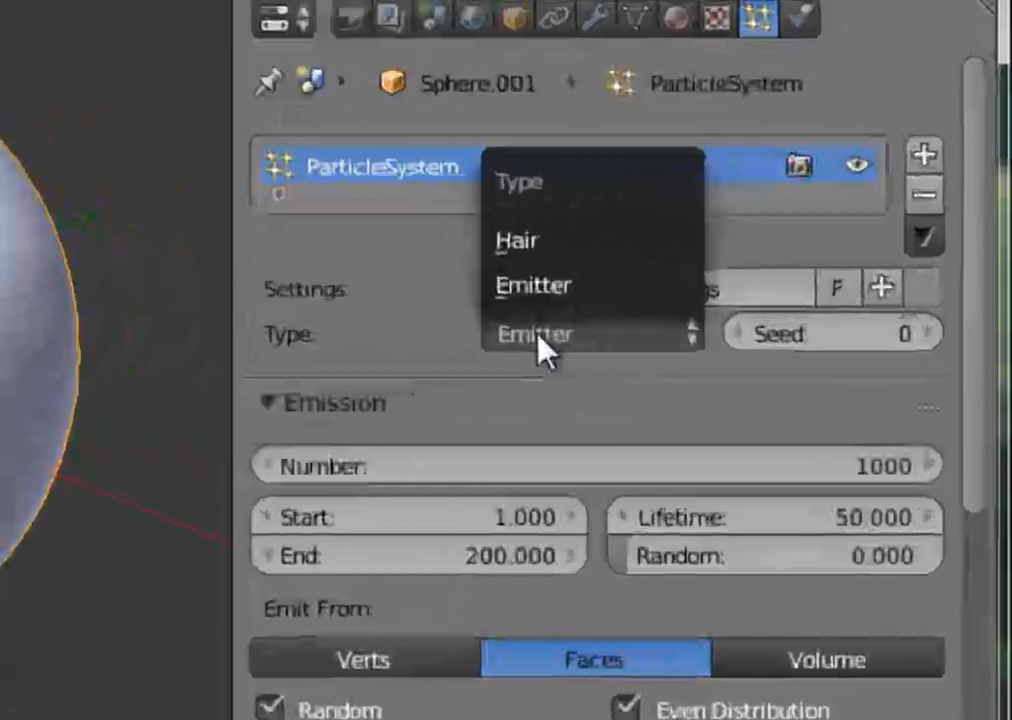 Sphere.001 ParticleSystem
ParticleSystem
Type
Hair
Emitter
Settings
F
Type: Emitter Seed: 0
Emission
Number: 1000
Start: 1.000 Lifetime: 50.000
End: 200.000 Random: 0.000
Emit From:
Verts Faces Volume
Random Even Distribution